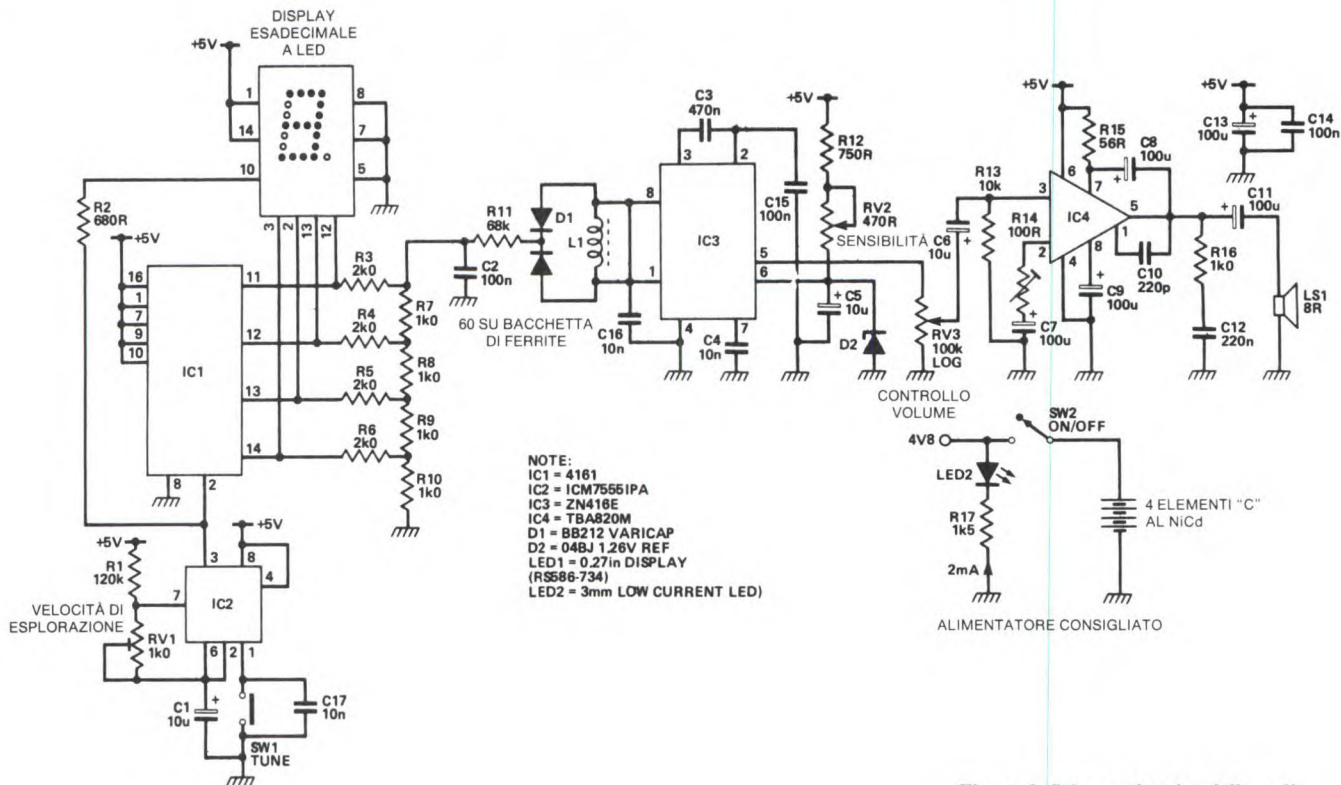 DISPLAY
ESADECIMALE
A LED
+5V
1
14
10
8
7
5
3
2
13
12
R2
680R
+5V
16
1
7
9
10
IC1
11
12
13
14
8
2
R3
2k0
R4
2k0
R5
2k0
R6
2k0
R7
1k0
R8
1k0
R9
1k0
R10
1k0
C2
100n
R11
68k
D1
L1
60 SU BACCHETTA
DI FERRITE
C16
10n
C3
470n
3
2
8
1
IC3
5
6
4
7
C4
10n
C15
100n
+5V
R12
750R
RV2
470R
SENSIBILITÀ
C5
10u
+
D2
RV3
100k
LOG
CONTROLLO
VOLUME
C6
10u
+
R13
10k
R14
100R
C7
100u
+
+5V
R15
56R
C8
100u
+
3
2
6
7
IC4
5
1
8
4
C9
100u
+
C10
220p
R16
1k0
C12
220n
C11
100u
+
LS1
8R
+5V
C13
100u
+
C14
100n
+5V
R1
120k
VELOCITÀ DI
ESPLORAZIONE
RV1
1k0
+5V
3
8
4
7
IC2
6
2
1
C1
10u
+
SW1
TUNE
C17
10n
NOTE:
IC1 = 4161
IC2 = ICM7555IPA
IC3 = ZN416E
IC4 = TBA820M
D1 = BB212 VARICAP
D2 = 04BJ 1.26V REF
LED1 = 0.27in DISPLAY
(RS586-734)
LED2 = 3mm LOW CURRENT LED)
4V8
SW2
ON/OFF
LED2
R17
1k5
2mA
4 ELEMENTI "C"
AL NiCd
ALIMENTATORE CONSIGLIATO